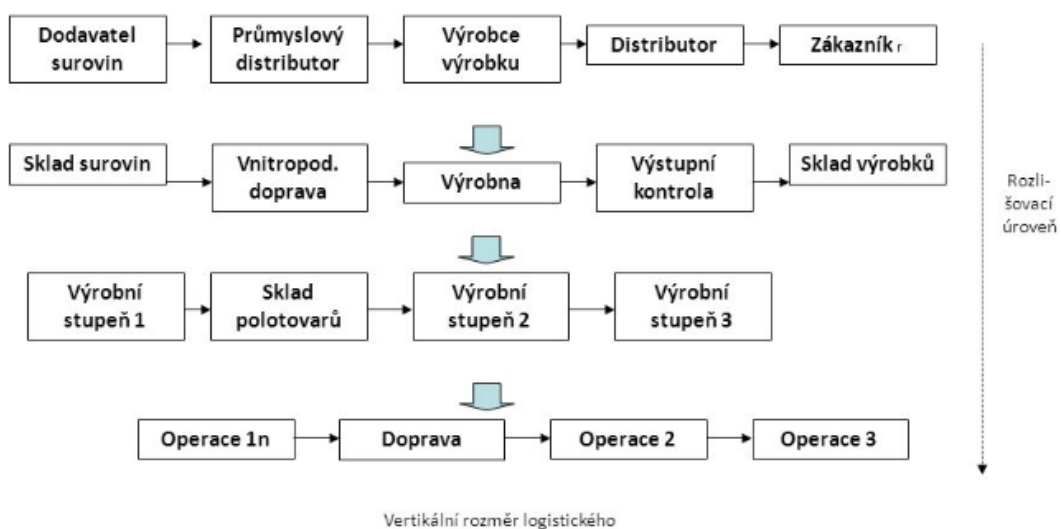 Dodavatel
surovin
Průmyslový
distributor
Výrobce
výrobku
Distributor
Zákazník r
Sklad surovin
Vnitropod.
doprava
Výrobna
Výstupní
kontrola
Sklad výrobků
Rozli-
šovací
úroveň
Výrobní
stupeň 1
Sklad
polotovarů
Výrobní
stupeň 2
Výrobní
stupeň 3
Operace 1n
Doprava
Operace 2
Operace 3
Vertikální rozměr logistického